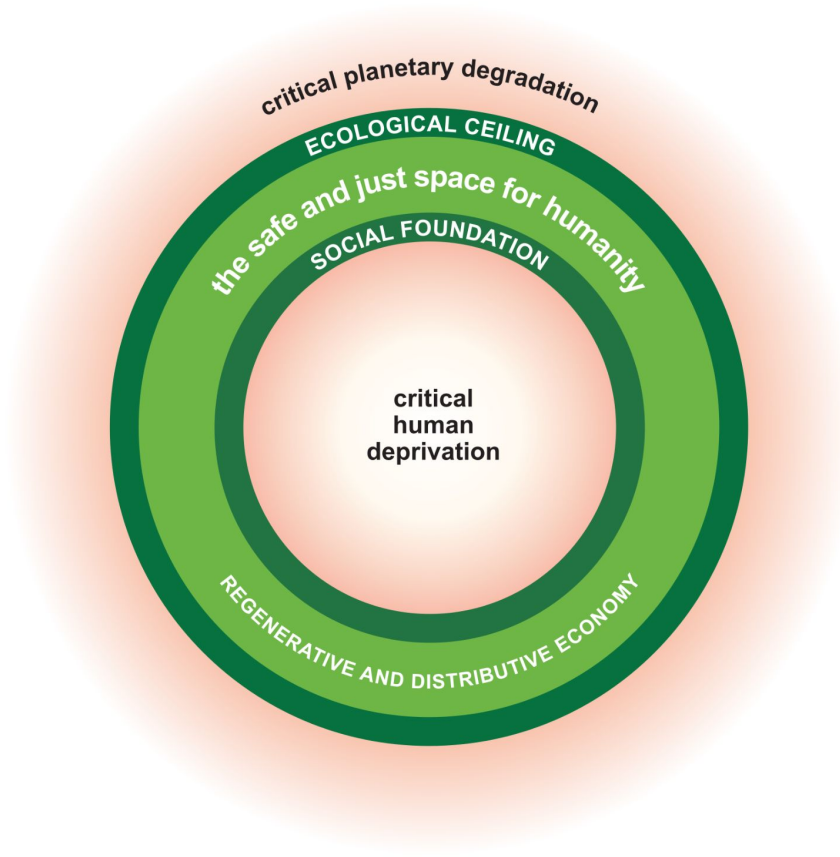 critical planetary degradation
ECOLOGICAL CEILING
the safe and just space for humanity
SOCIAL FOUNDATION
critical
human
deprivation
REGENERATIVE AND DISTRIBUTIVE ECONOMY